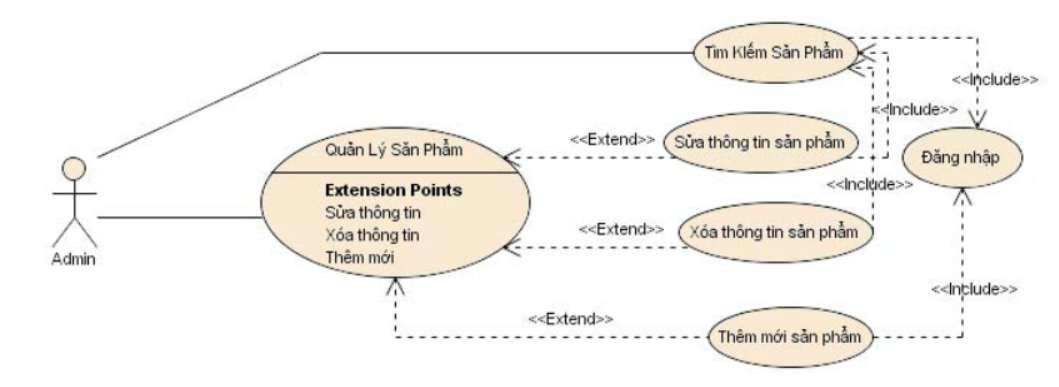 Tìm KIếm Sản Phẩm
<<Include>>
<<Include>>
<<Extend>>
Sửa thông tin sản phẩm
Quản Lý Sãn Phẩm
Đăng nhập
Extension Points
Sửa thông tin
Xóa thông tin
Thêm mới
<<Include>>
<<Extend>>
Xóa thông tin sản phẩm
Admin
<<Include>>
<<Extend>>
Thêm mới sản phẩm